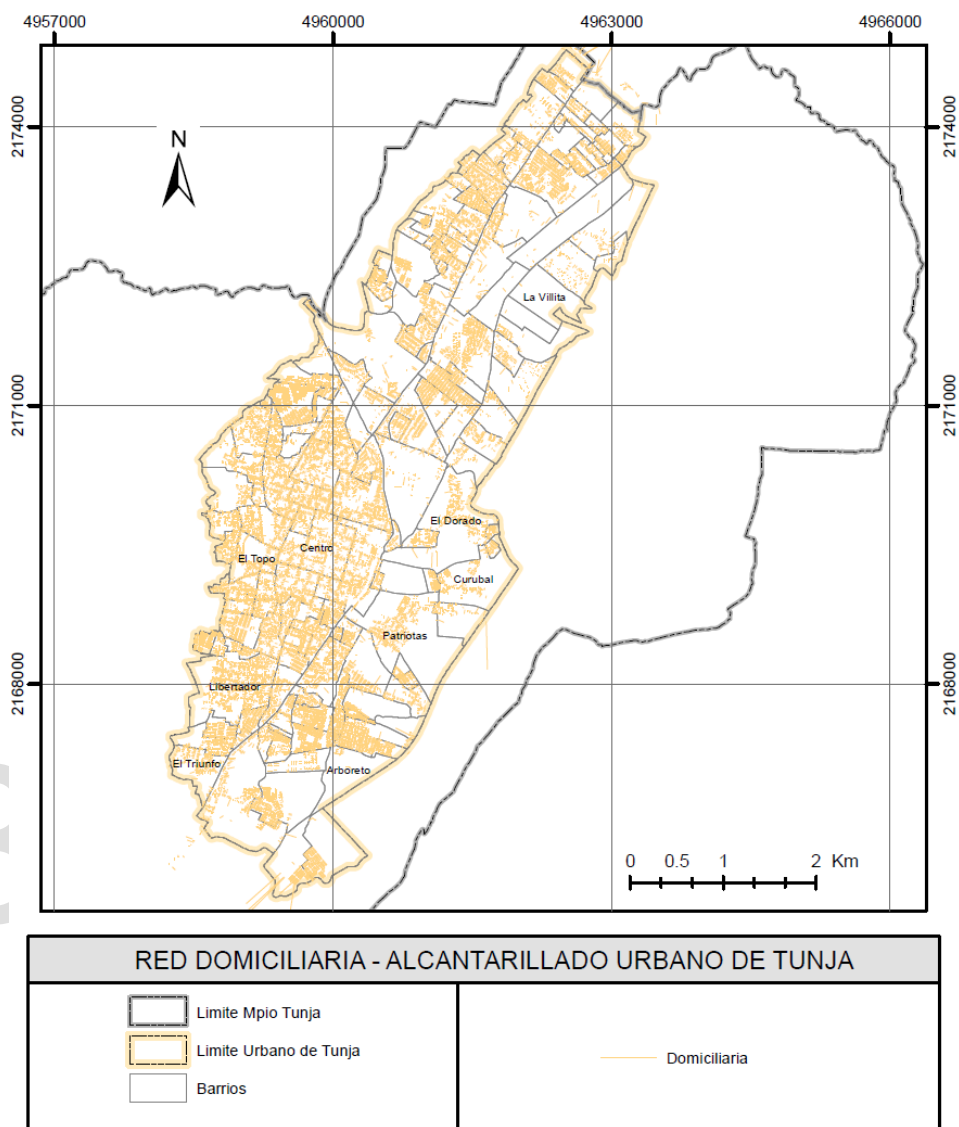 4957000 4960000 4963000 4966000
2174000 2174000
N
La Villita
2171000 2171000
El Dorado
Centro
El Topo
Curubal
Patriotas
2168000 2168000
Libertador
El Triunfo
Arboreto
0 0.5 1 2 Km
RED DOMICILIARIA - ALCANTARILLADO URBANO DE TUNJA
Limite Mpio Tunja
Limite Urbano de Tunja
Domiciliaria
Barrios